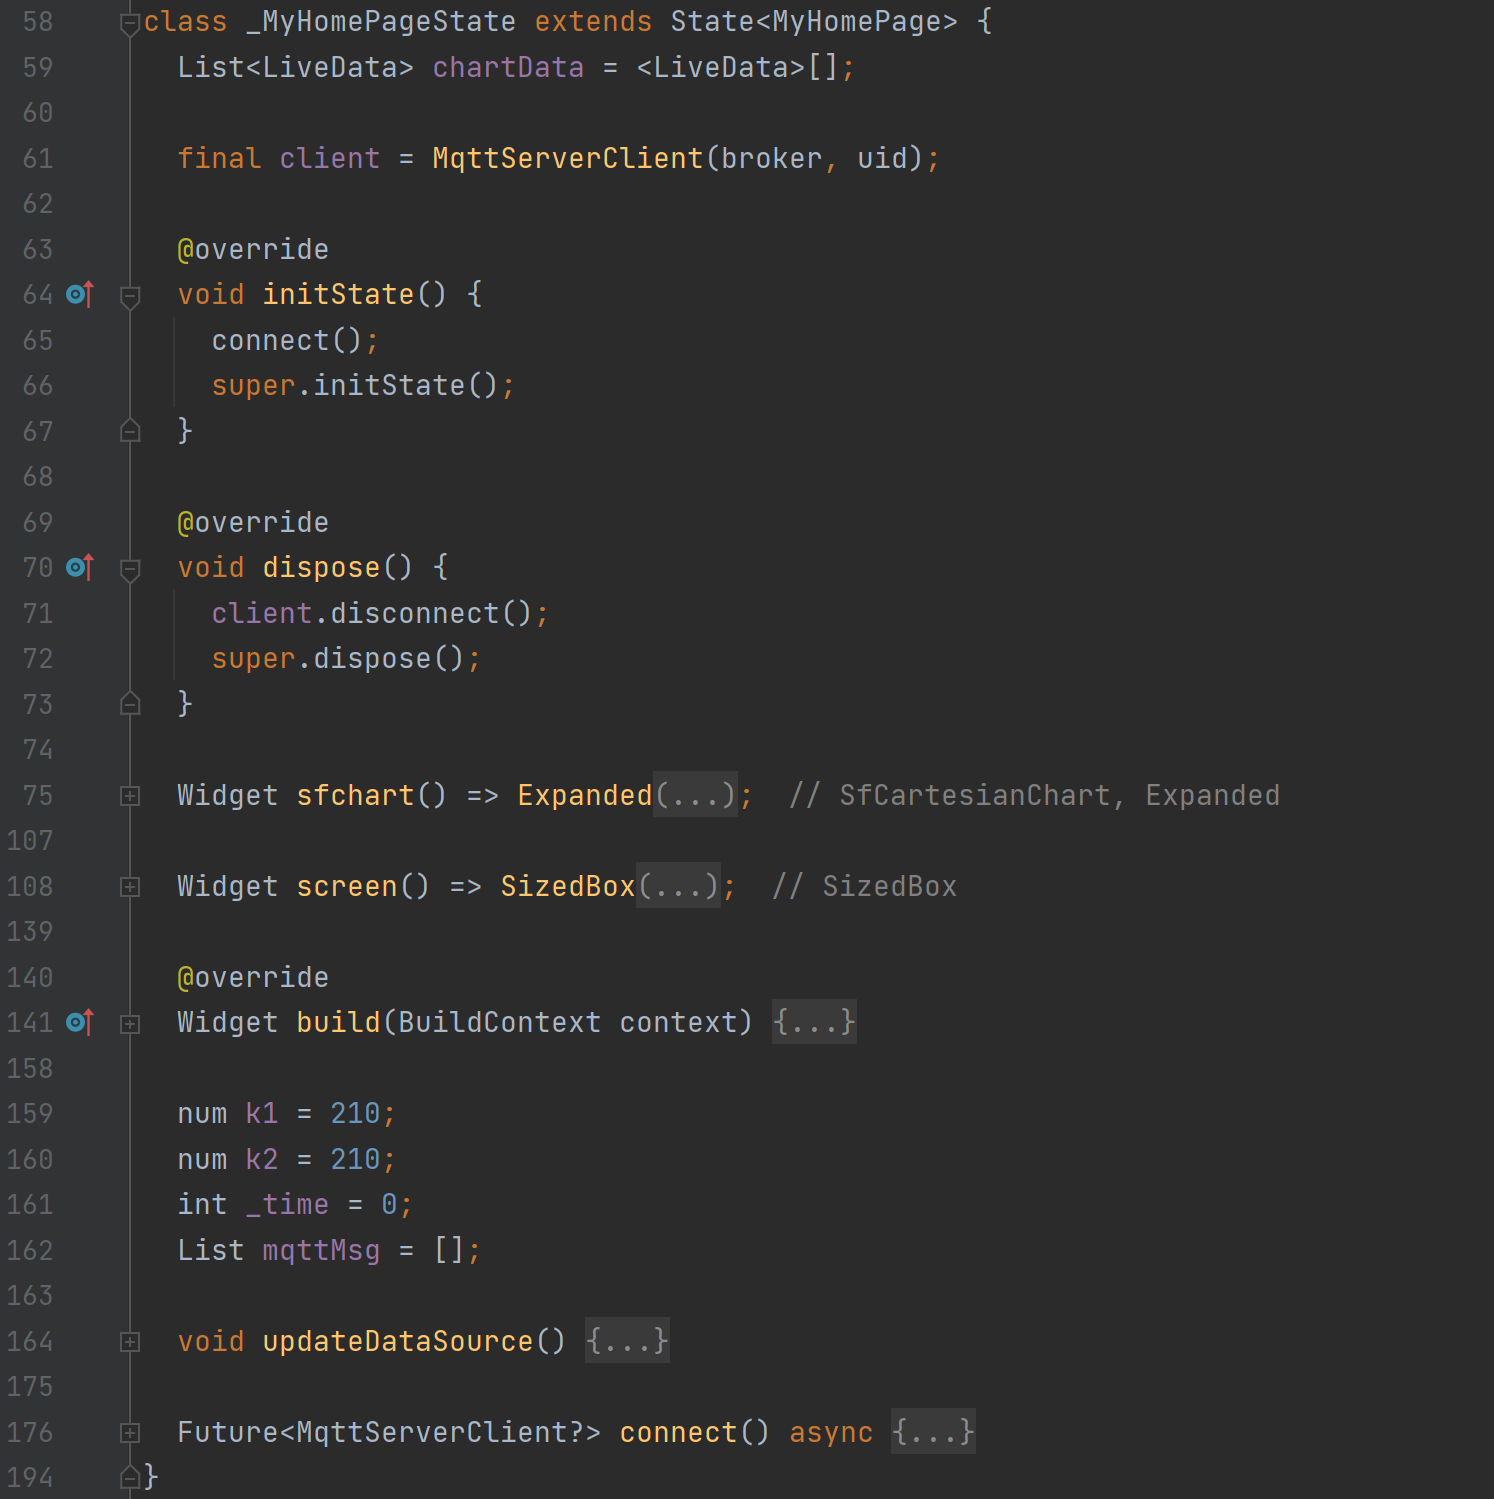 58 class _MyHomePageState extends State<MyHomePage> {
59   List<LiveData> chartData = <LiveData>[];
60
61   final client = MqttServerClient(broker, uid);
62
63   @override
64   void initState() {
65     connect();
66     super.initState();
67   }
68
69   @override
70   void dispose() {
71     client.disconnect();
72     super.dispose();
73   }
74
75   Widget sfchart() => Expanded(...);  // SfCartesianChart, Expanded
107
108   Widget screen() => SizedBox(...);  // SizedBox
139
140   @override
141   Widget build(BuildContext context) {...}
158
159   num k1 = 210;
160   num k2 = 210;
161   int _time = 0;
162   List mqttMsg = [];
163
164   void updateDataSource() {...}
175
176   Future<MqttServerClient?> connect() async {...}
194 }